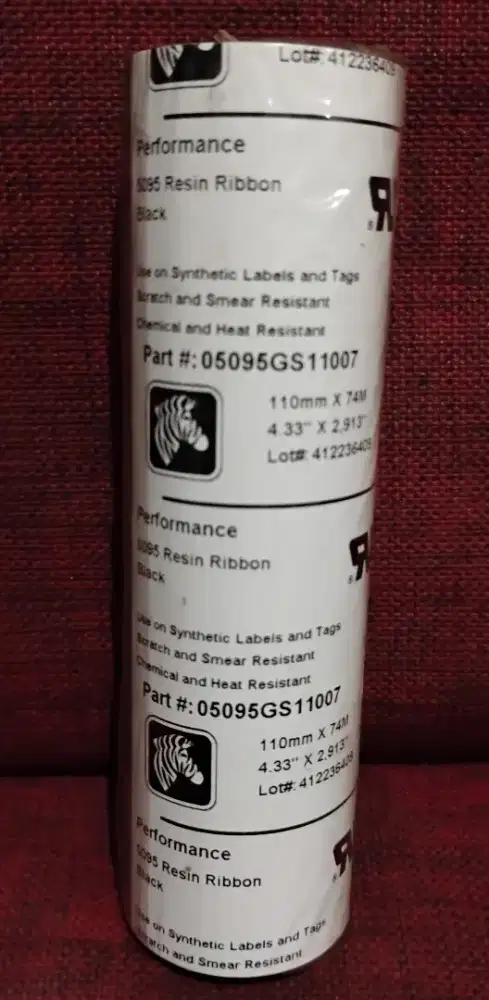 Lot#: 412236409
Performance
5095 Resin Ribbon
Black
Use on Synthetic Labels and Tags
Scratch and Smear Resistant
Chemical and Heat Resistant
Part #: 05095GS11007
110mm X 74M
4.33" X 2,913"
Lot#: 412236409
Performance
5095 Resin Ribbon
Black
Use on Synthetic Labels and Tags
Scratch and Smear Resistant
Chemical and Heat Resistant
Part #: 05095GS11007
110mm X 74M
4.33" X 2,913"
Lot#: 412236409
Performance
5095 Resin Ribbon
Black
Use on Synthetic Labels and Tags
Scratch and Smear Resistant